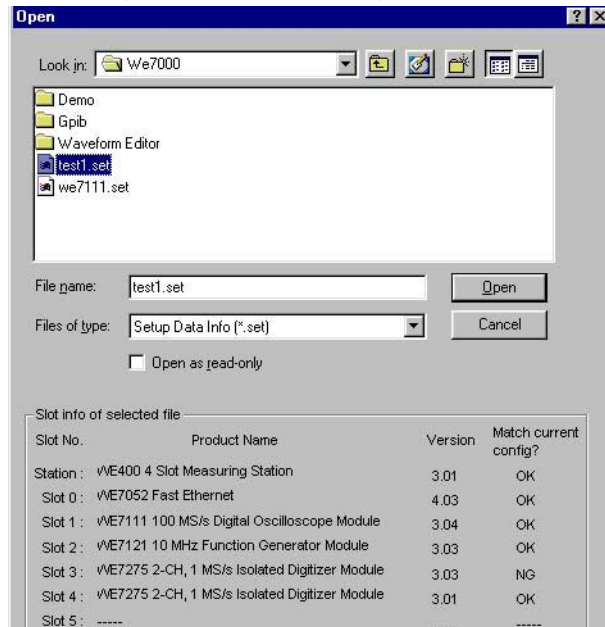 Open
Look in: We7000
Demo
Gpib
Waveform Editor
test1.set
we7111.set
File name: test1.set Open
Files of type: Setup Data Info (*.set) Cancel
Open as read-only
Slot info of selected file
Slot No. Product Name Version Match current config?
Station : WE400 4 Slot Measuring Station 3.01 OK
Slot 0 : WE7052 Fast Ethernet 4.03 OK
Slot 1 : WE7111 100 MS/s Digital Oscilloscope Module 3.04 OK
Slot 2 : WE7121 10 MHz Function Generator Module 3.03 OK
Slot 3 : WE7275 2-CH, 1 MS/s Isolated Digitizer Module 3.03 NG
Slot 4 : WE7275 2-CH, 1 MS/s Isolated Digitizer Module 3.01 OK
Slot 5 : ----- -----